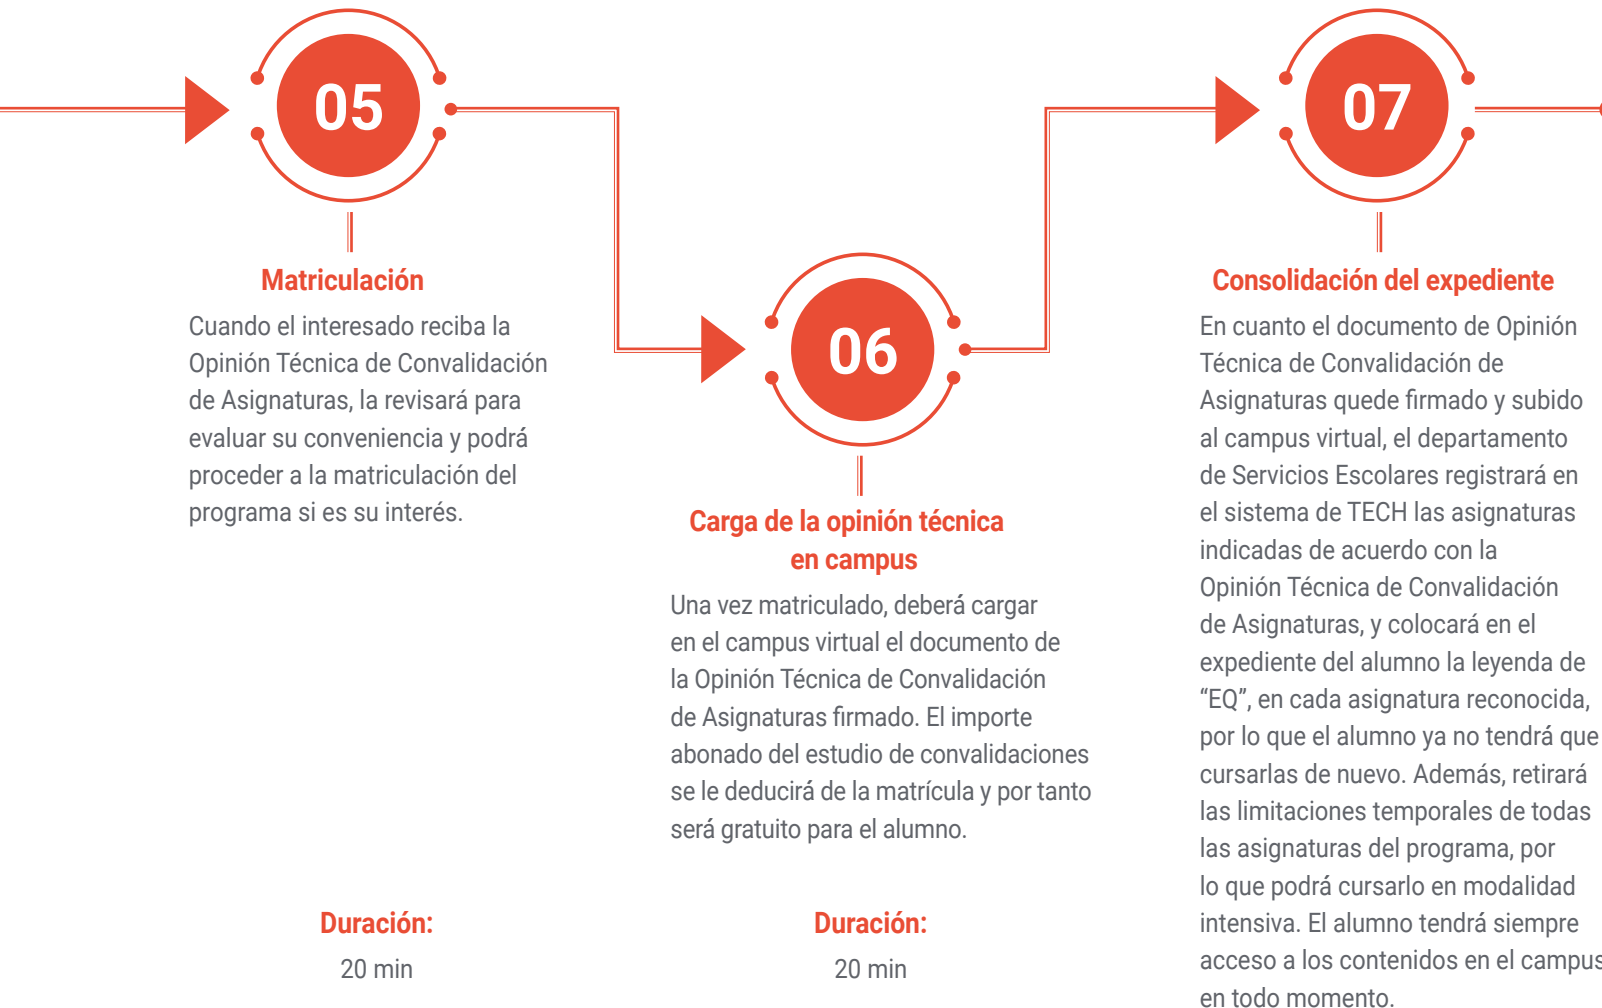 05
Matriculación
Cuando el interesado reciba la
Opinión Técnica de Convalidación
de Asignaturas, la revisará para
evaluar su conveniencia y podrá
proceder a la matriculación del
programa si es su interés.
Duración:
20 min
06
Carga de la opinión técnica
en campus
Una vez matriculado, deberá cargar
en el campus virtual el documento de
la Opinión Técnica de Convalidación
de Asignaturas firmado. El importe
abonado del estudio de convalidaciones
se le deducirá de la matrícula y por tanto
será gratuito para el alumno.
Duración:
20 min
07
Consolidación del expediente
En cuanto el documento de Opinión
Técnica de Convalidación de
Asignaturas quede firmado y subido
al campus virtual, el departamento
de Servicios Escolares registrará en
el sistema de TECH las asignaturas
indicadas de acuerdo con la
Opinión Técnica de Convalidación
de Asignaturas, y colocará en el
expediente del alumno la leyenda de
“EQ”, en cada asignatura reconocida,
por lo que el alumno ya no tendrá que
cursarlas de nuevo. Además, retirará
las limitaciones temporales de todas
las asignaturas del programa, por
lo que podrá cursarlo en modalidad
intensiva. El alumno tendrá siempre
acceso a los contenidos en el campus
en todo momento.